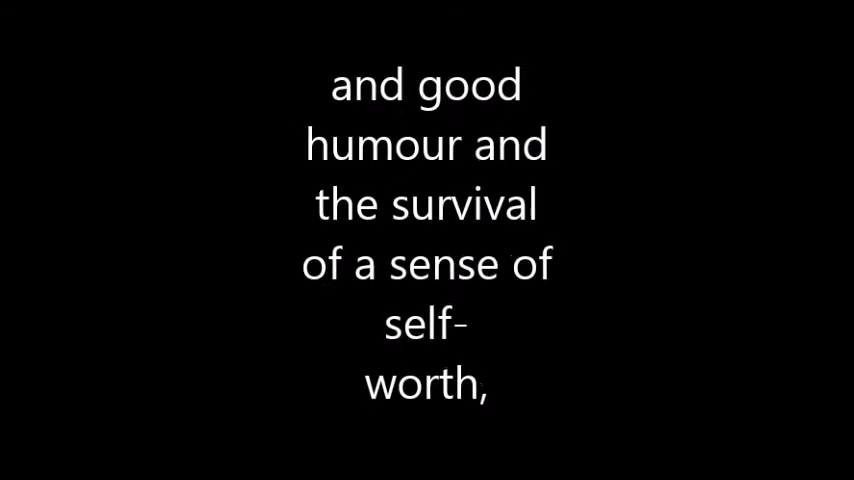 and good
humour and
the survival
of a sense of
self-
worth,